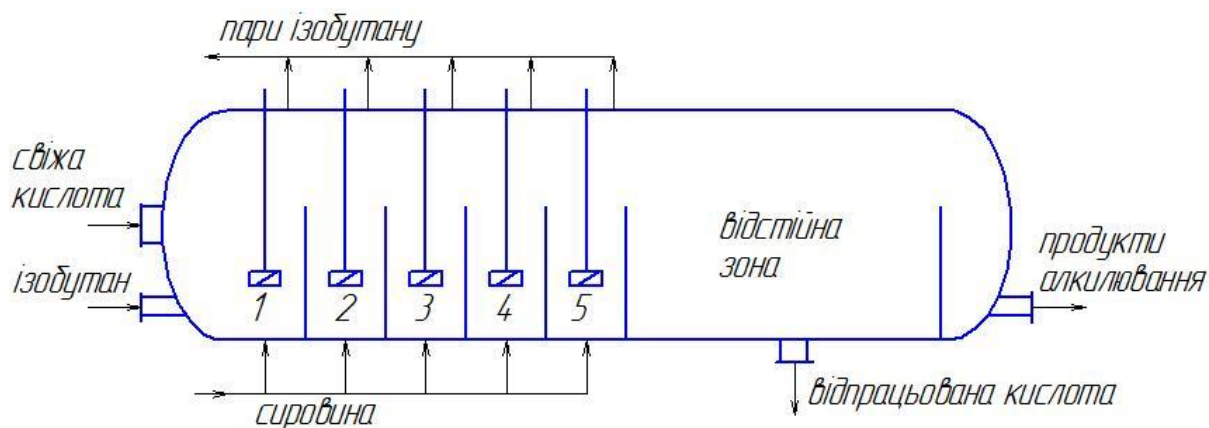 пари ізобутану
свіжа
кислота
ізобутан
1 2 3 4 5
відстійна
зона
продукти
алкилювання
сировина
відпрацьована кислота